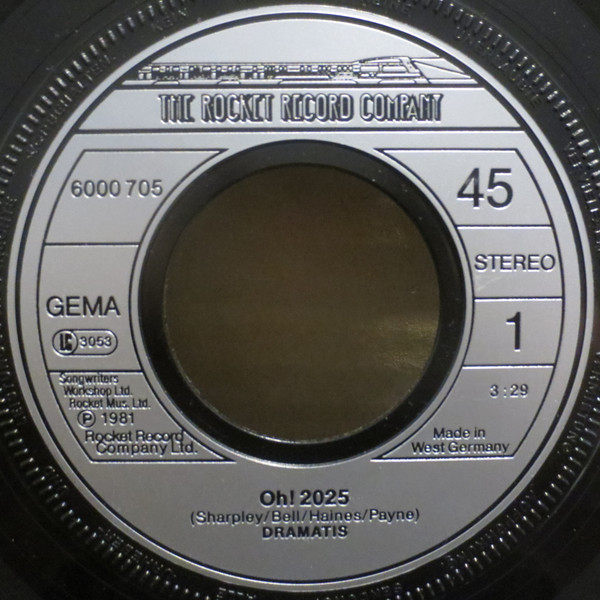 THE ROCKET RECORD COMPANY
6000 705
45
STEREO
GEMA
LC 3053
1
Songwriters
Workshop Ltd.
Rocket Mus. Ltd.
℗ 1981
Rocket Record
Company Ltd.
3:29
Made in
West Germany
Oh! 2025
(Sharpley/Bell/Haines/Payne)
DRAMATIS